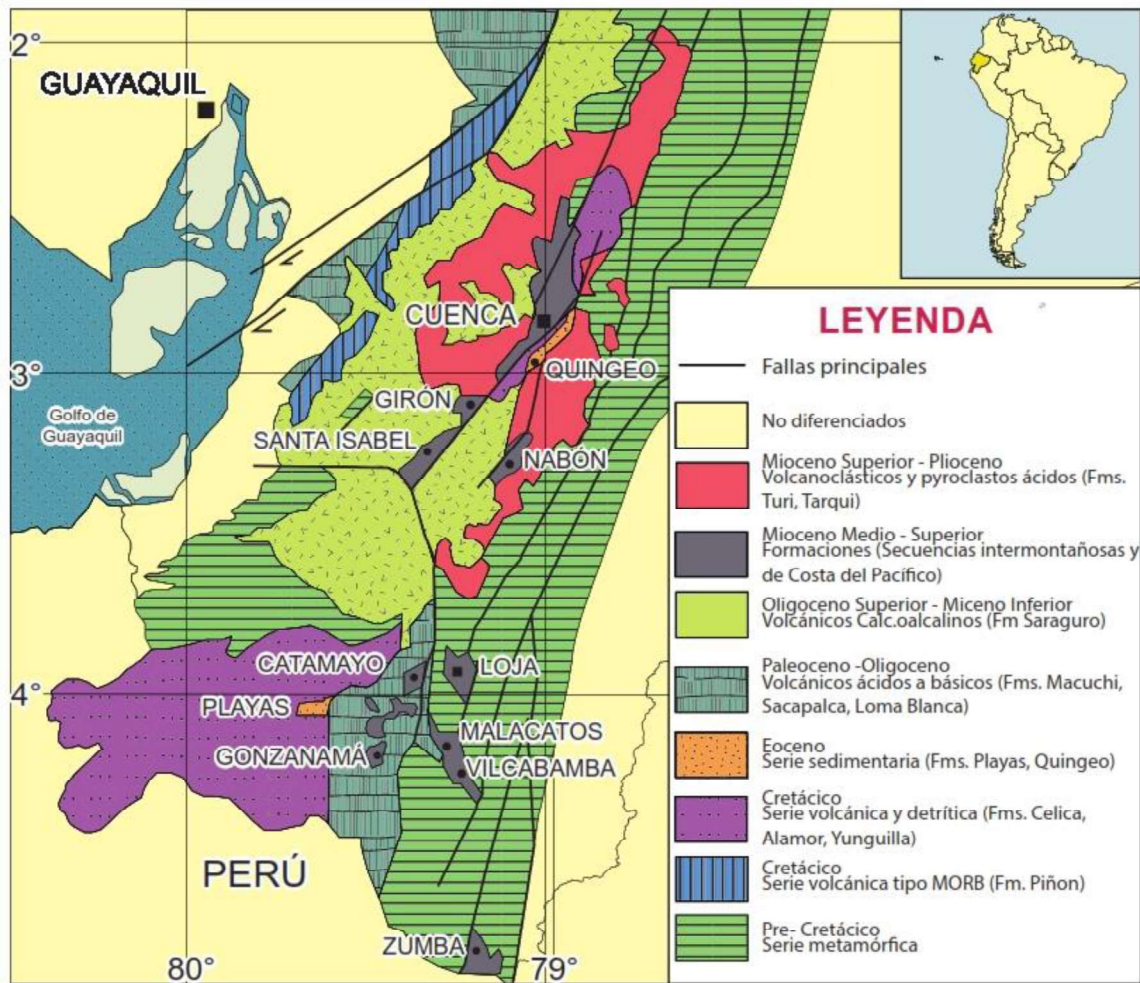 2°
GUAYAQUIL
CUENCA
3°
QUINGEO
GIRÓN
Golfo de
Guayaquil
SANTA ISABEL
NABÓN
CATAMAYO
LOJA
4°
PLAYAS
MALACATOS
GONZANAMÁ
VILCABAMBA
PERÚ
ZUMBA
80°
79°
LEYENDA
Fallas principales
No diferenciados
Mioceno Superior - Plioceno
Volcanoclásticos y pyroclastos ácidos (Fms.
Turi, Tarqui)
Mioceno Medio - Superior
Formaciones (Secuencias intermontañosas y
de Costa del Pacífico)
Oligoceno Superior - Miceno Inferior
Volcánicos Calc.oalcalinos (Fm Saraguro)
Paleoceno -Oligoceno
Volcánicos ácidos a básicos (Fms. Macuchi,
Sacapalca, Loma Blanca)
Eoceno
Serie sedimentaria (Fms. Playas, Quingeo)
Cretácico
Serie volcánica y detrítica (Fms. Celica,
Alamor, Yunguilla)
Cretácico
Serie volcánica tipo MORB (Fm. Piñon)
Pre- Cretácico
Serie metamórfica